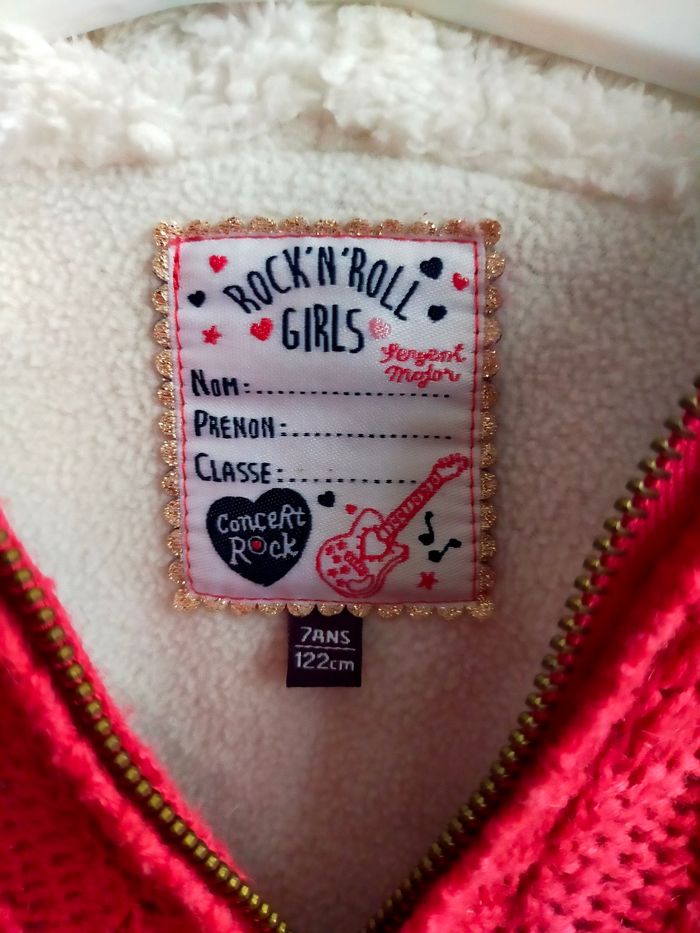 ROCK'N'ROLL
GIRLS
Sergent
Major
NOM:....................
PRENON:.................
CLASSE:.................
Concert
Rock
7ANS
122cm